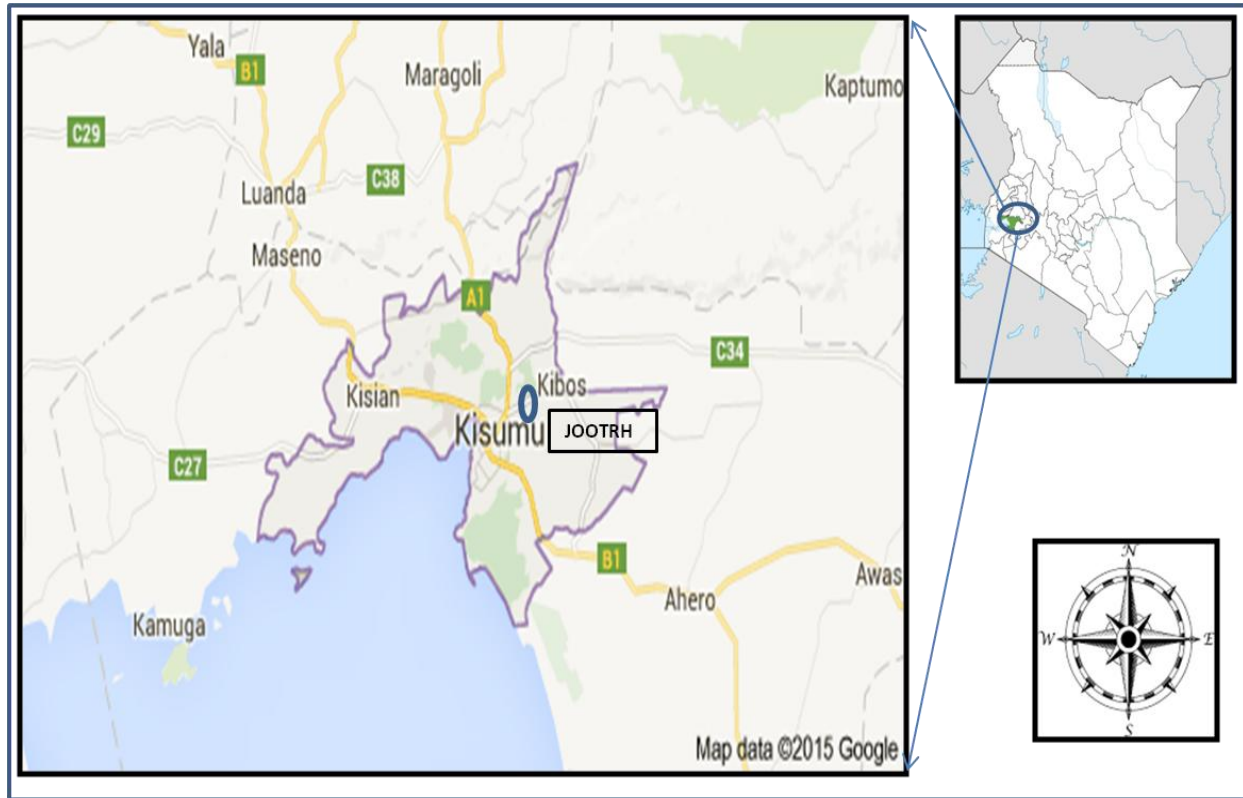 Yala
B1
Maragoli
Kaptumo
C29
C38
Luanda
Maseno
A1
C34
Kisian
Kibos
Kisumu
JOOTRH
C27
B1
Awas
Ahero
Kamuga
Map data ©2015 Google
N
W
E
S